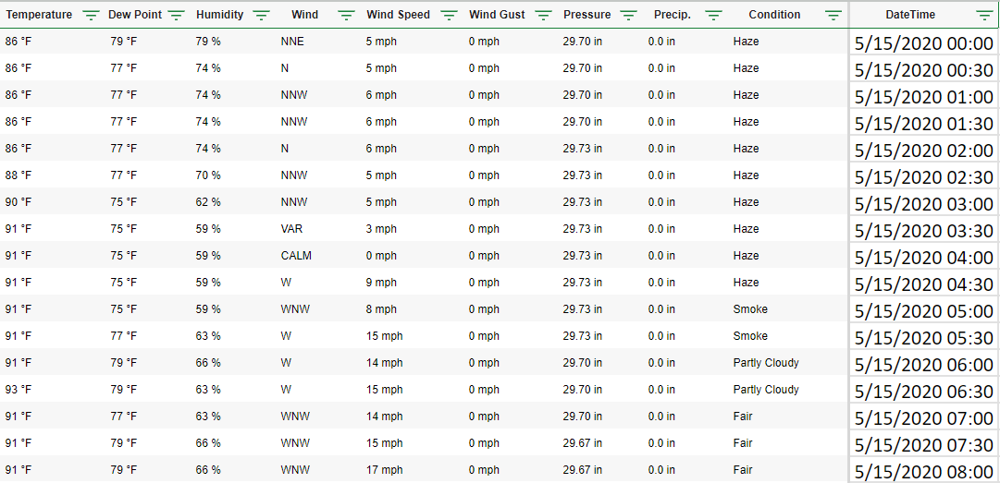 Temperature Dew Point Humidity Wind Wind Speed Wind Gust Pressure Precip. Condition DateTime
86 °F 79 °F 79 % NNE 5 mph 0 mph 29.70 in 0.0 in Haze 5/15/2020 00:00
86 °F 77 °F 74 % N 5 mph 0 mph 29.70 in 0.0 in Haze 5/15/2020 00:30
86 °F 77 °F 74 % NNW 6 mph 0 mph 29.70 in 0.0 in Haze 5/15/2020 01:00
86 °F 77 °F 74 % NNW 6 mph 0 mph 29.70 in 0.0 in Haze 5/15/2020 01:30
86 °F 77 °F 74 % N 6 mph 0 mph 29.73 in 0.0 in Haze 5/15/2020 02:00
88 °F 77 °F 70 % NNW 5 mph 0 mph 29.73 in 0.0 in Haze 5/15/2020 02:30
90 °F 75 °F 62 % NNW 5 mph 0 mph 29.73 in 0.0 in Haze 5/15/2020 03:00
91 °F 75 °F 59 % VAR 3 mph 0 mph 29.73 in 0.0 in Haze 5/15/2020 03:30
91 °F 75 °F 59 % CALM 0 mph 0 mph 29.73 in 0.0 in Haze 5/15/2020 04:00
91 °F 75 °F 59 % W 9 mph 0 mph 29.73 in 0.0 in Haze 5/15/2020 04:30
91 °F 75 °F 59 % WNW 8 mph 0 mph 29.73 in 0.0 in Smoke 5/15/2020 05:00
91 °F 77 °F 63 % W 15 mph 0 mph 29.73 in 0.0 in Smoke 5/15/2020 05:30
91 °F 79 °F 66 % W 14 mph 0 mph 29.70 in 0.0 in Partly Cloudy 5/15/2020 06:00
93 °F 79 °F 63 % W 15 mph 0 mph 29.70 in 0.0 in Partly Cloudy 5/15/2020 06:30
91 °F 77 °F 63 % WNW 14 mph 0 mph 29.70 in 0.0 in Fair 5/15/2020 07:00
91 °F 79 °F 66 % WNW 15 mph 0 mph 29.67 in 0.0 in Fair 5/15/2020 07:30
91 °F 79 °F 66 % WNW 17 mph 0 mph 29.67 in 0.0 in Fair 5/15/2020 08:00